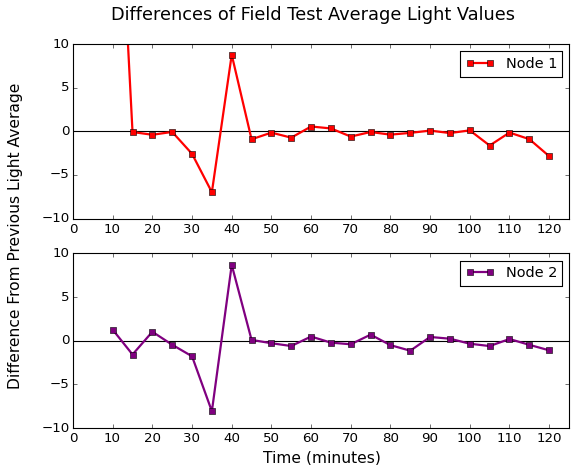 Differences of Field Test Average Light Values
Difference From Previous Light Average
10
5
0
−5
−10
Node 1
0 10 20 30 40 50 60 70 80 90 100 110 120
10
5
0
−5
−10
Node 2
0 10 20 30 40 50 60 70 80 90 100 110 120
Time (minutes)